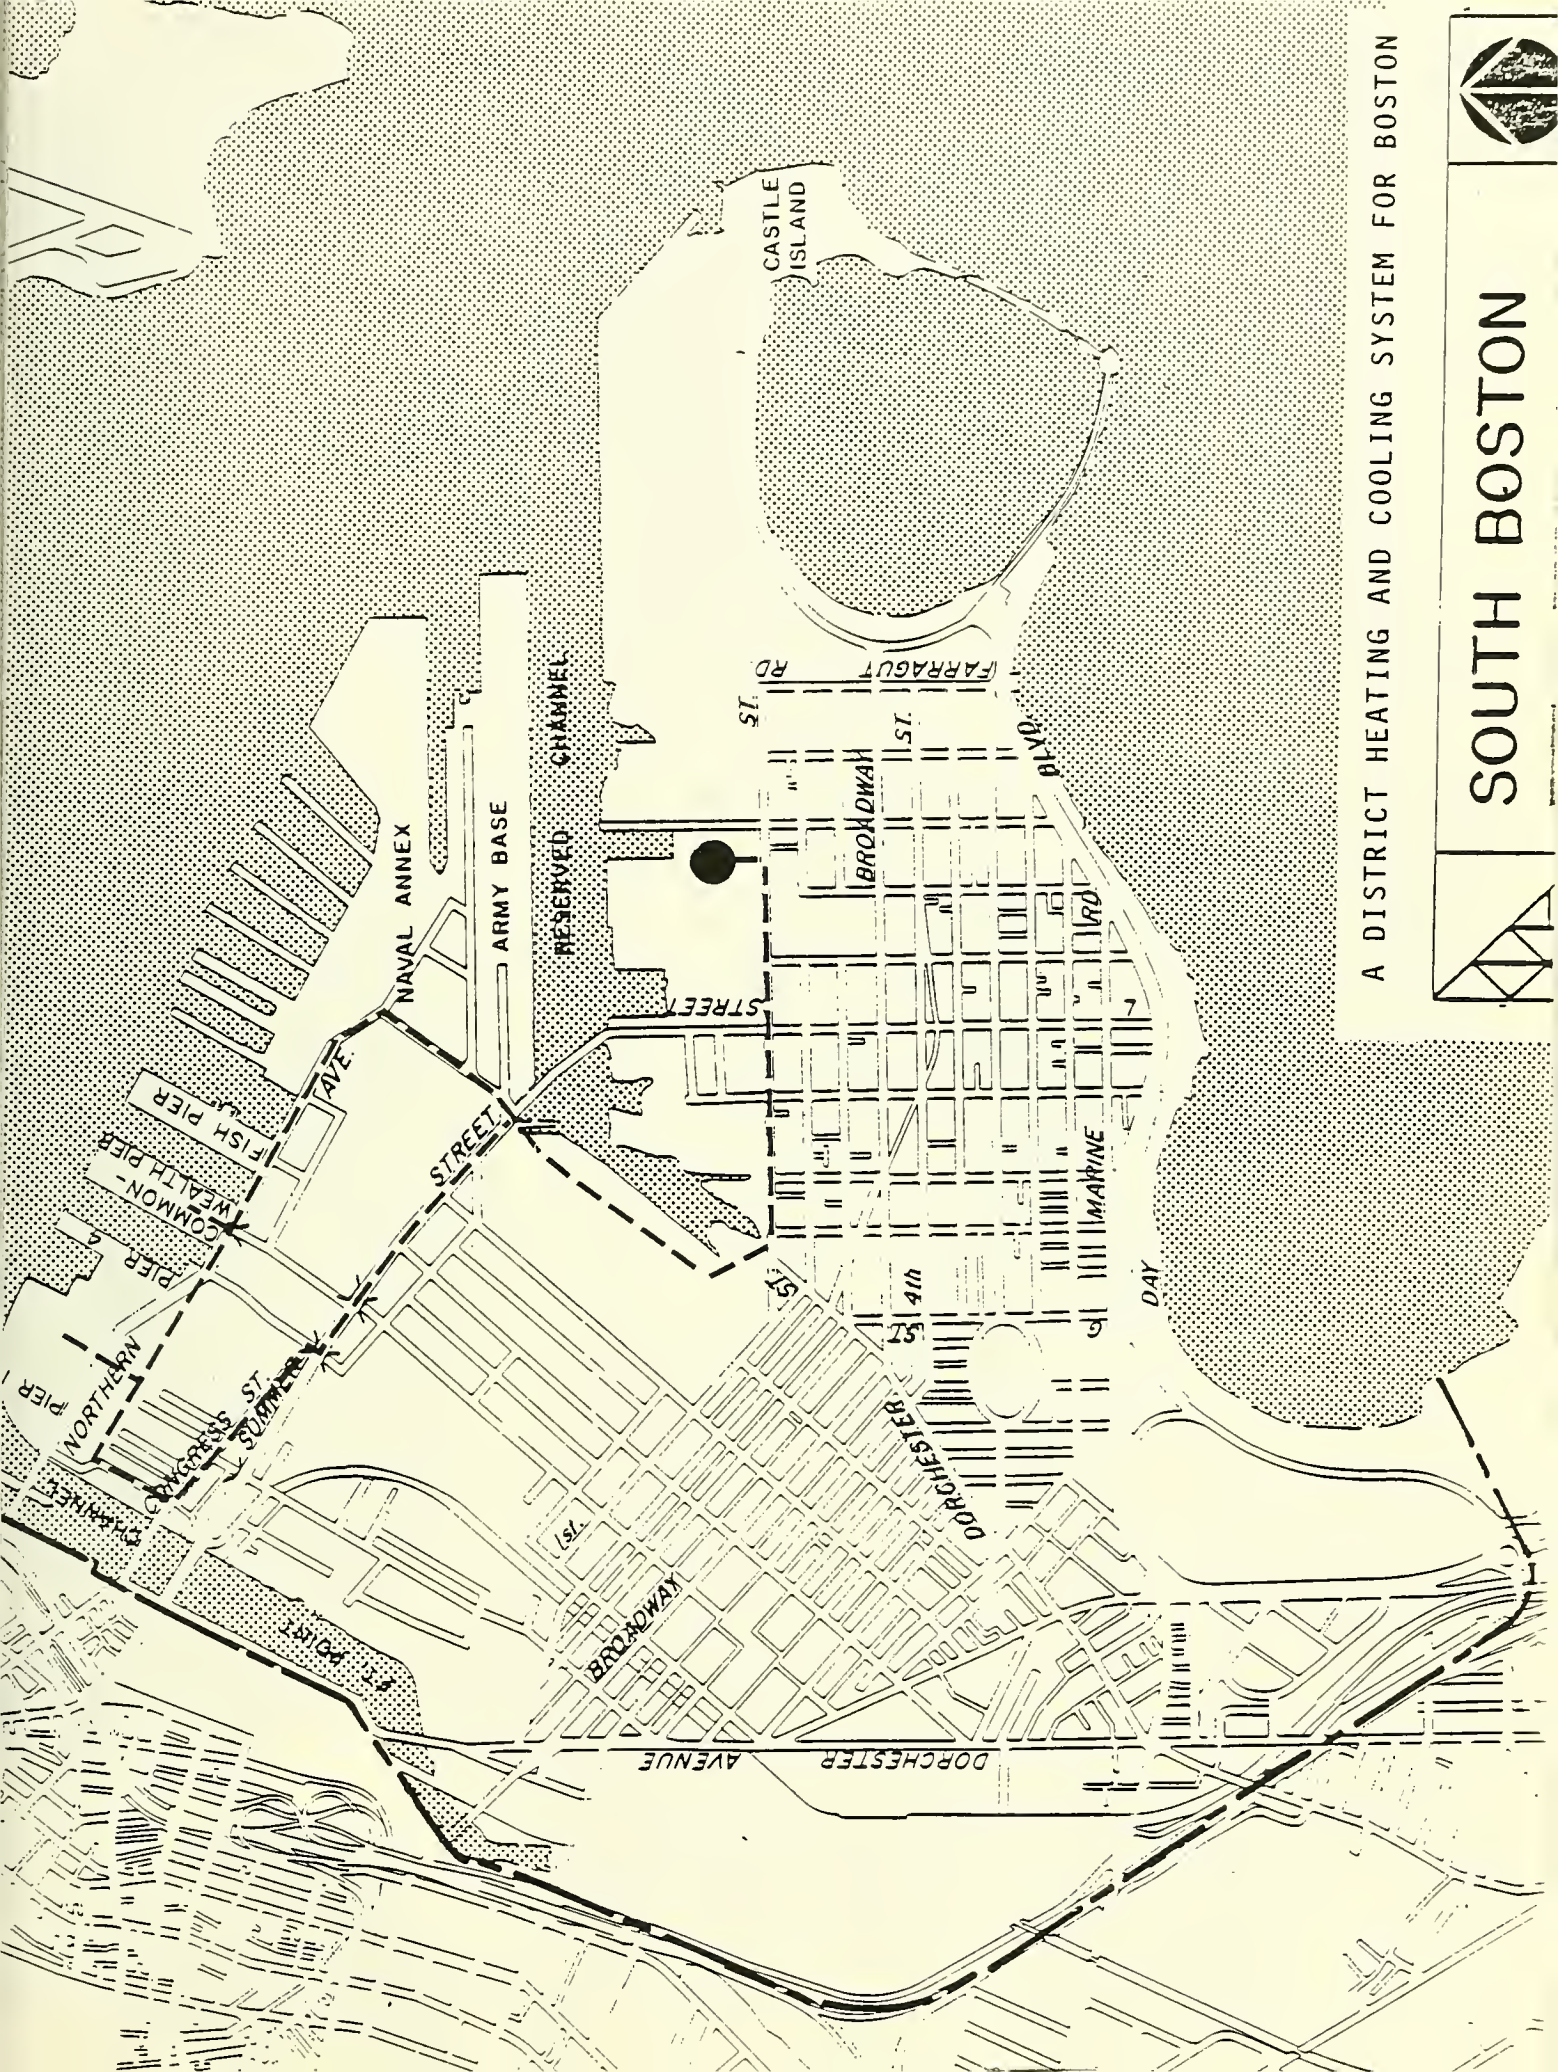 A DISTRICT HEATING AND COOLING SYSTEM FOR BOSTON
SOUTH BOSTON
CASTLE
ISLAND
NAVAL ANNEX
ARMY BASE
RESERVED CHANNEL
FISH PIER
COMMON-
WEALTH PIER
PIER 4
PIER 1
NORTHERN
AVE.
CONGRESS ST
SUMMER
STREET
STREET
CHANNEL
FT. POINT
FARRAGUT
RD
ST.
ST.
BROADWAY
BLVD.
RD
7
MARINE
DAY
G
4th
ST
ST.
DORCHESTER
DORCHESTER
1st.
BROADWAY
DORCHESTER AVENUE